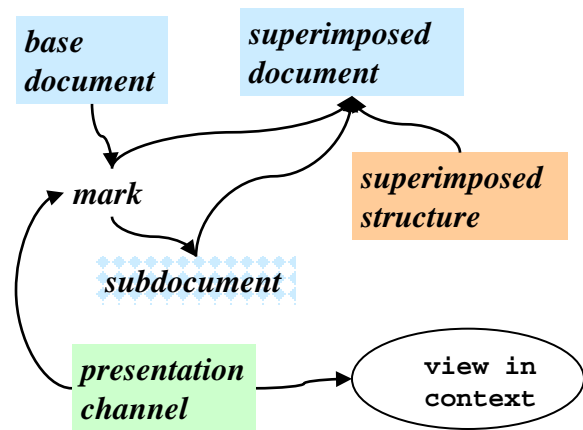 base
document
superimposed
document
mark
superimposed
structure
subdocument
presentation
channel
view in
context